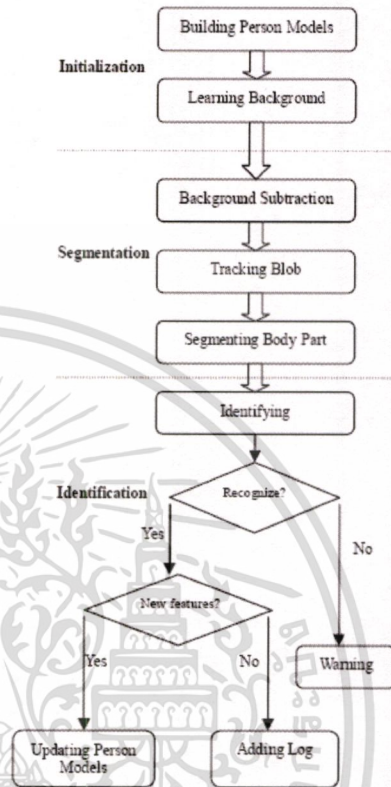 Building Person Models
Initialization
Learning Background
Background Subtraction
Segmentation
Tracking Blob
Segmenting Body Part
Identifying
Identification
Recognize?
Yes
No
New features?
Yes
No
Warning
Updating Person
Models
Adding Log